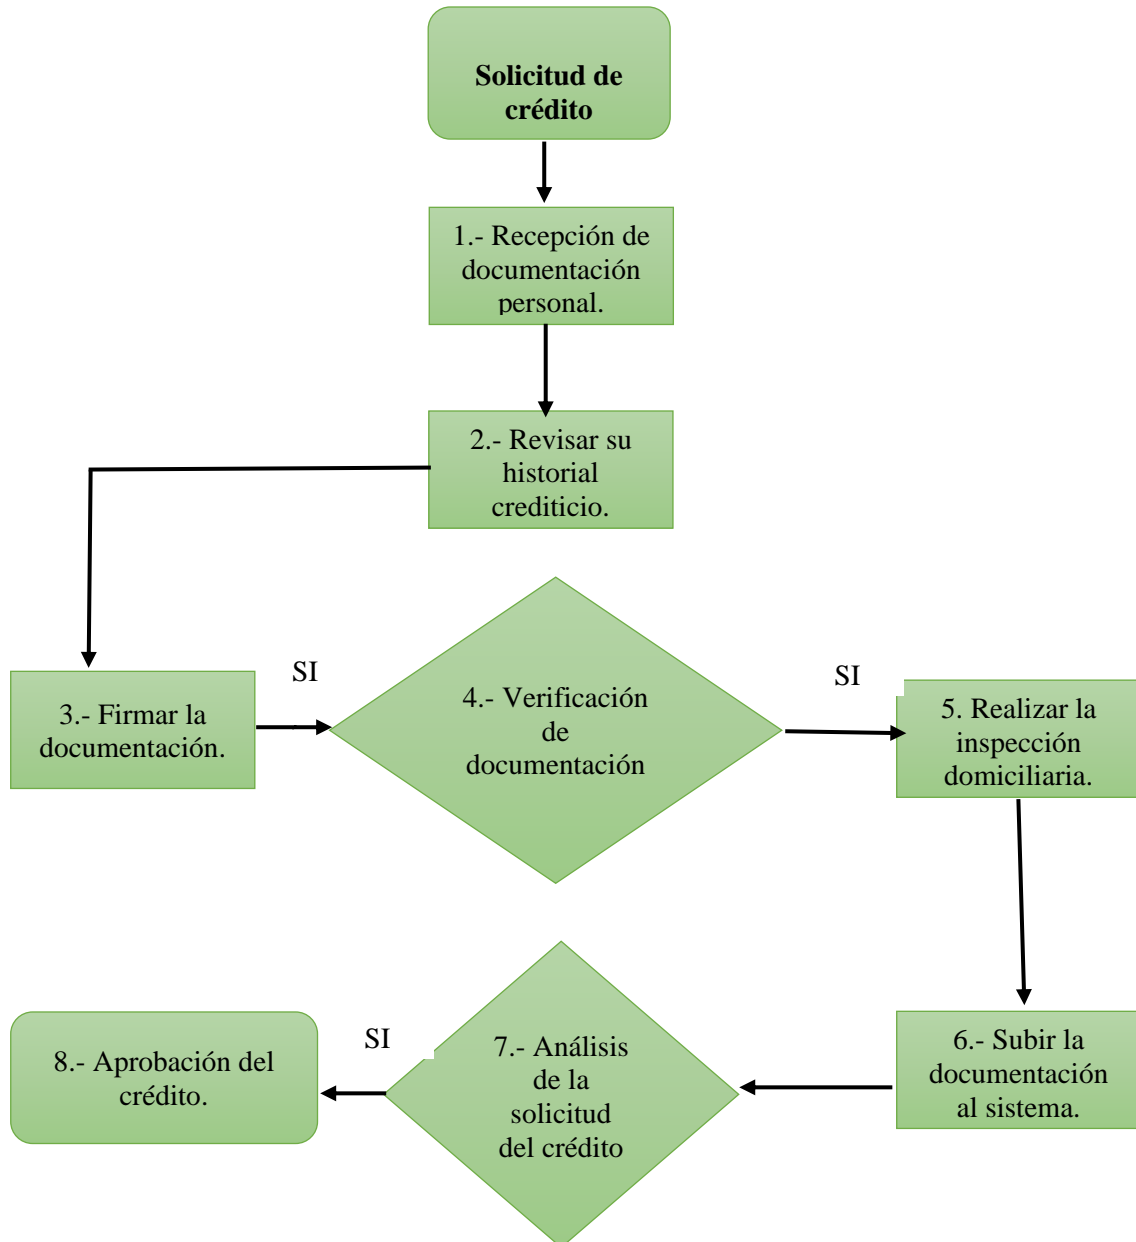 Solicitud de
crédito
1.- Recepción de
documentación
personal.
2.- Revisar su
historial
crediticio.
SI
3.- Firmar la
documentación.
4.- Verificación
de
documentación
SI
5. Realizar la
inspección
domiciliaria.
6.- Subir la
documentación
al sistema.
7.- Análisis
de la
solicitud
del crédito
SI
8.- Aprobación del
crédito.